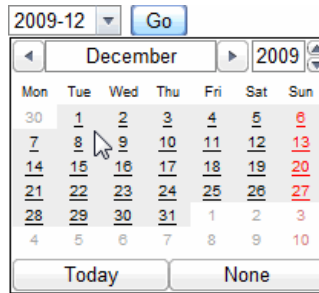 2009-12 Go
December 2009
Mon Tue Wed Thu Fri Sat Sun
30 1 2 3 4 5 6
7 8 9 10 11 12 13
14 15 16 17 18 19 20
21 22 23 24 25 26 27
28 29 30 31 1 2 3
4 5 6 7 8 9 10
Today None